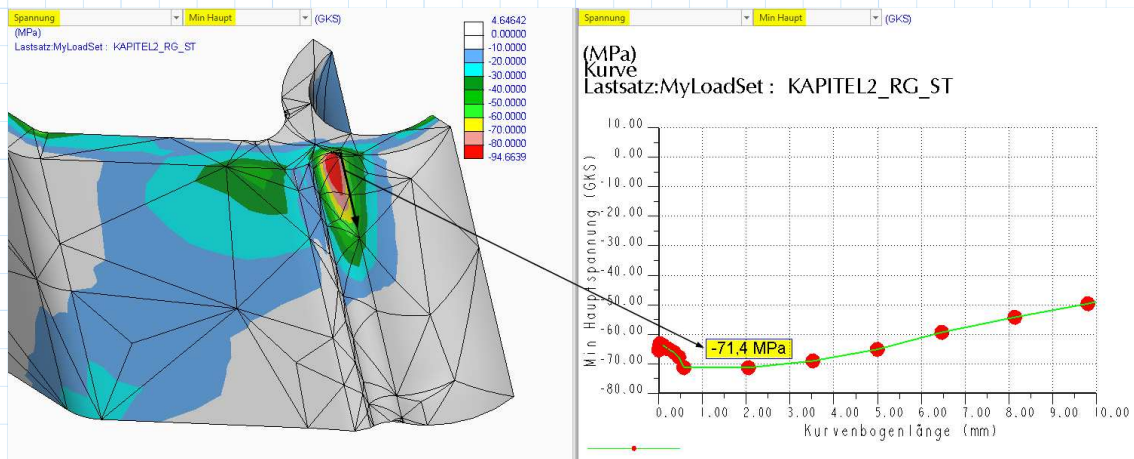 Spannung Min Haupt (GKS)
(MPa)
Lastsatz:MyLoadSet : KAPITEL2_RG_ST
4.64642
0.00000
-10.0000
-20.0000
-30.0000
-40.0000
-50.0000
-60.0000
-70.0000
-80.0000
-94.6639
Spannung Min Haupt (GKS)
(MPa)
Kurve
Lastsatz:MyLoadSet : KAPITEL2_RG_ST
Min Hauptspannung (GKS)
10.00
0.00
-10.00
-20.00
-30.00
-40.00
-50.00
-60.00
-70.00
-80.00
-71,4 MPa
0.00 1.00 2.00 3.00 4.00 5.00 6.00 7.00 8.00 9.00 10.00
Kurvenbogenlänge (mm)